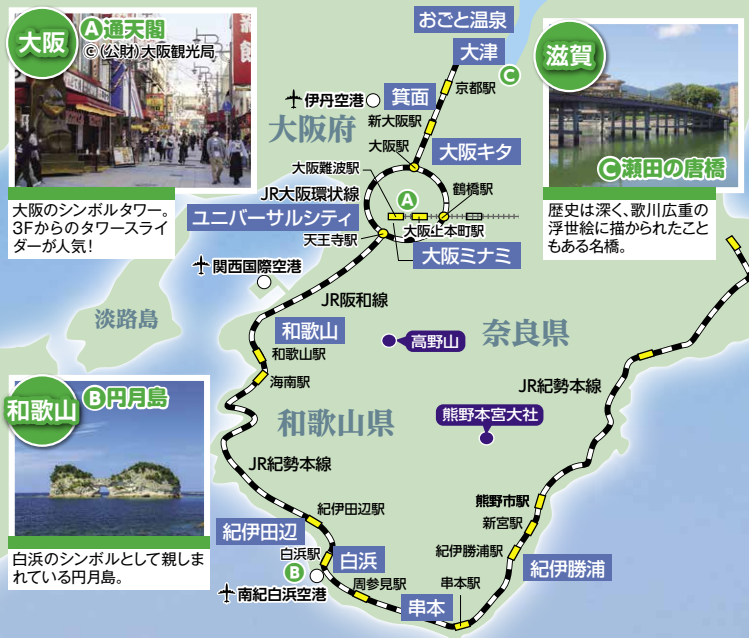 大阪
A通天閣
©(公財)大阪観光局
大阪のシンボルタワー。
3Fからのタワースライ
ダーが人気!
おごと温泉
大津
C
京都駅
伊丹空港
箕面
新大阪駅
大阪府
大阪駅
大阪キタ
大阪難波駅
鶴橋駅
A
JR大阪環状線
ユニバーサルシティ
大阪上本町駅
天王寺駅
大阪ミナミ
滋賀
C瀬田の唐橋
歴史は深く、歌川広重の
浮世絵に描かれたこと
もある名橋。
関西国際空港
JR阪和線
淡路島
和歌山
和歌山駅
海南駅
高野山
奈良県
JR紀勢本線
熊野本宮大社
和歌山県
JR紀勢本線
和歌山
B円月島
白浜のシンボルとして親しま
れている円月島。
紀伊田辺駅
紀伊田辺
白浜駅
白浜
B
南紀白浜空港
周参見駅
串本
串本駅
熊野市駅
新宮駅
紀伊勝浦駅
紀伊勝浦